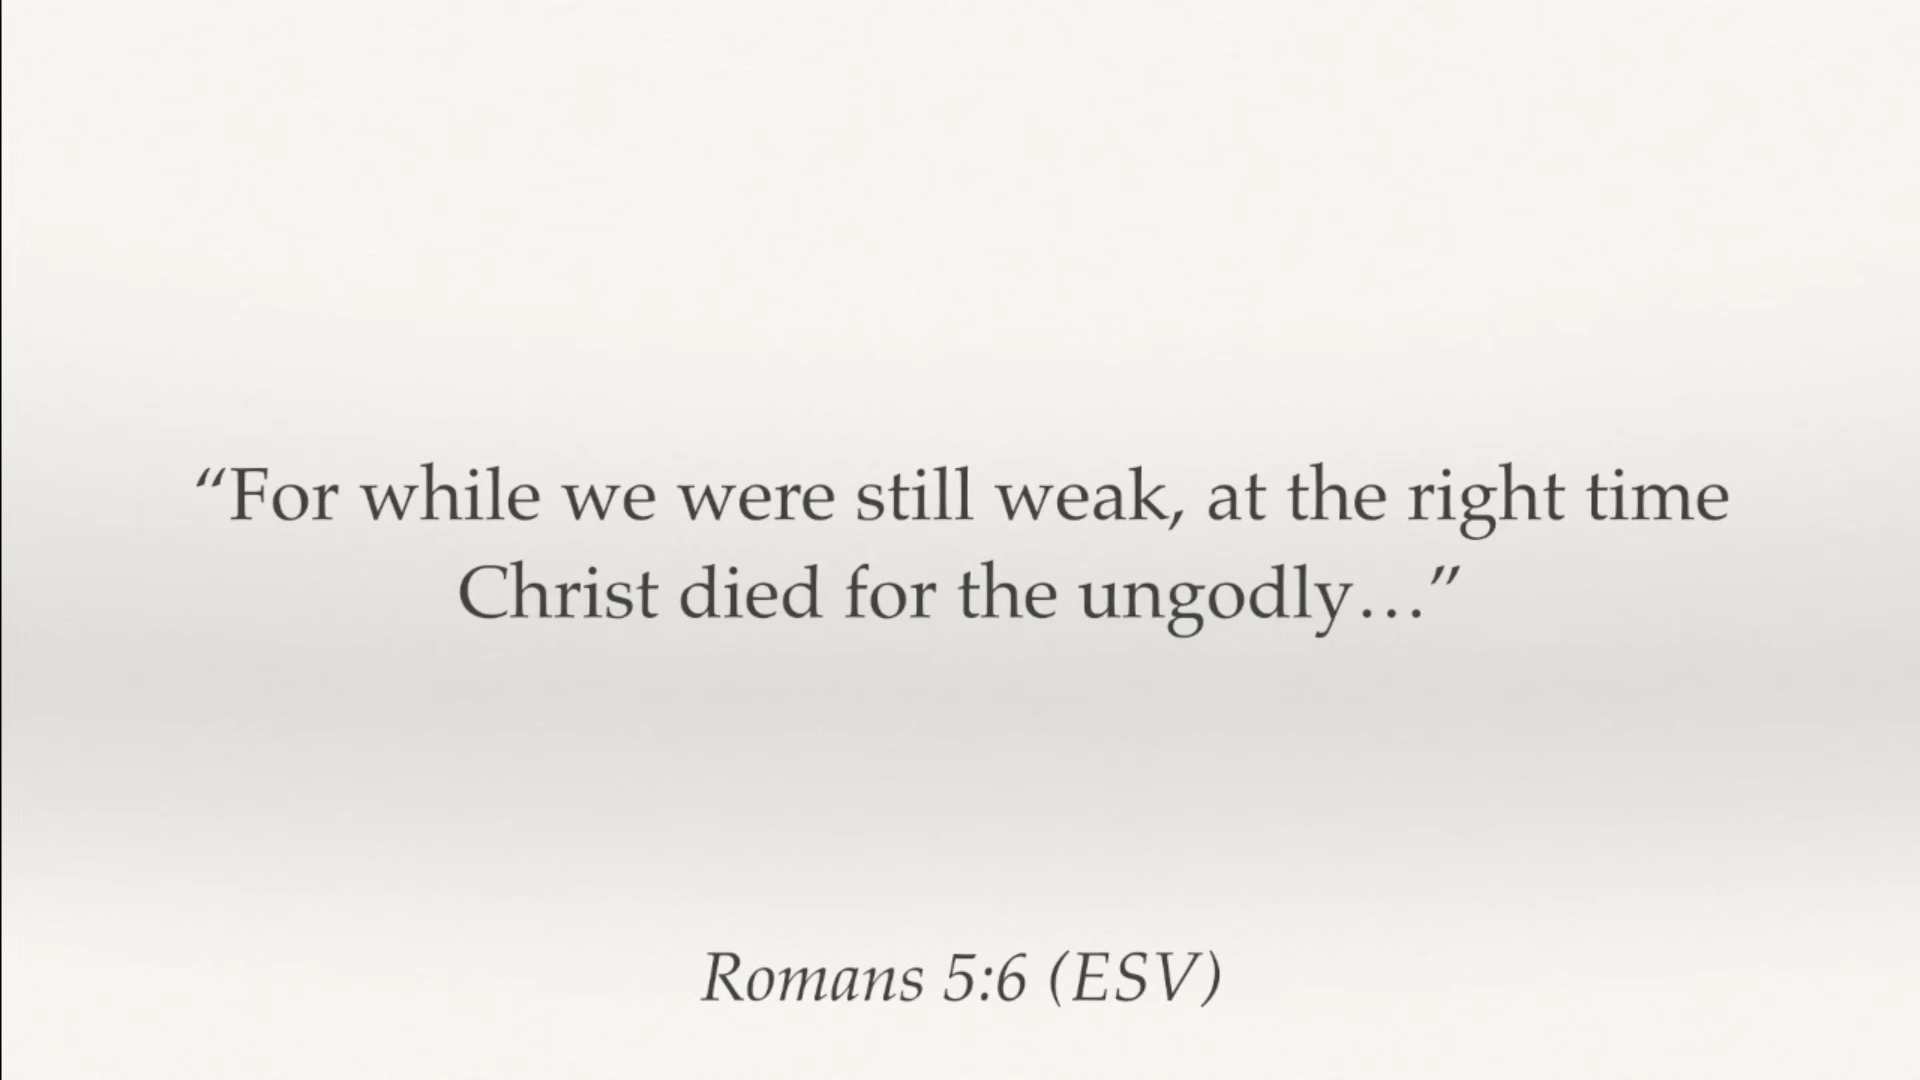 “For while we were still weak, at the right time
Christ died for the ungodly…”
Romans 5:6 (ESV)